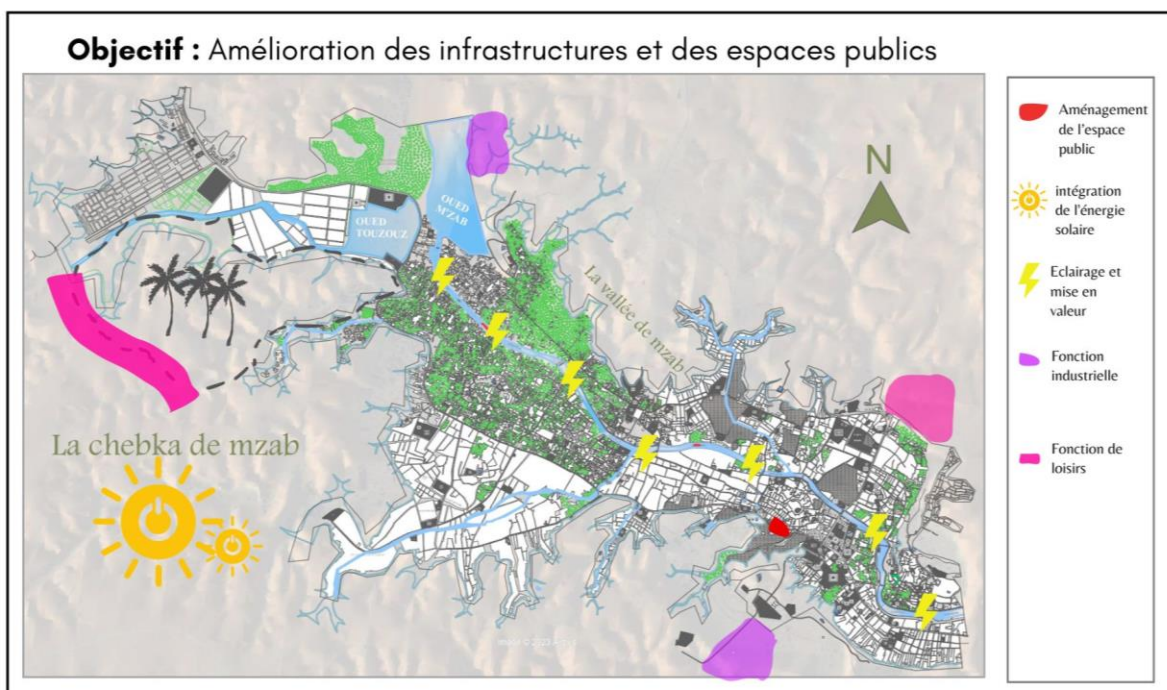 Objectif : Amélioration des infrastructures et des espaces publics
OUED
TOUZOUZ
OUED
M'ZAB
N
La vallée de mzab
La chebka de mzab
Aménagement
de l'espace
public
intégration
de l'énergie
solaire
Eclairage et
mise en
valeur
Fonction
industrielle
Fonction de
loisirs